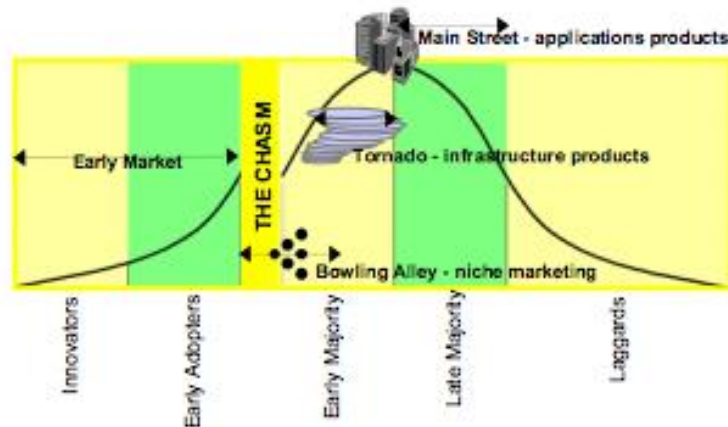 Main Street - applications products
Early Market
THE CHASM
Tornado - infrastructure products
Bowling Alley - niche marketing
Innovators
Early Adopters
Early Majority
Late Majority
Laggards